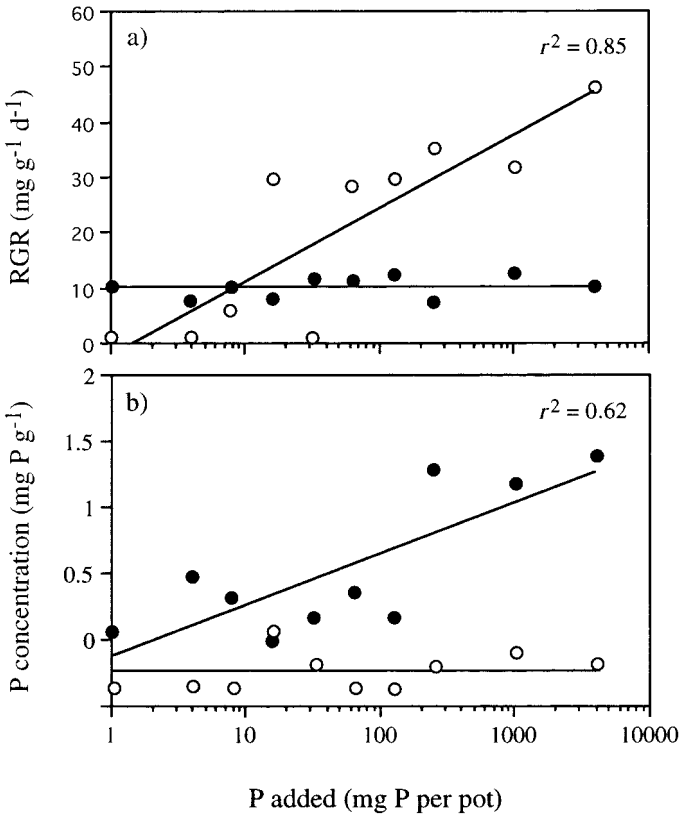 60
a)
r² = 0.85
50
40
30
20
10
0
RGR (mg g⁻¹ d⁻¹)
2
b)
r² = 0.62
1.5
1
0.5
0
P concentration (mg P g⁻¹)
1 10 100 1000 10000
P added (mg P per pot)